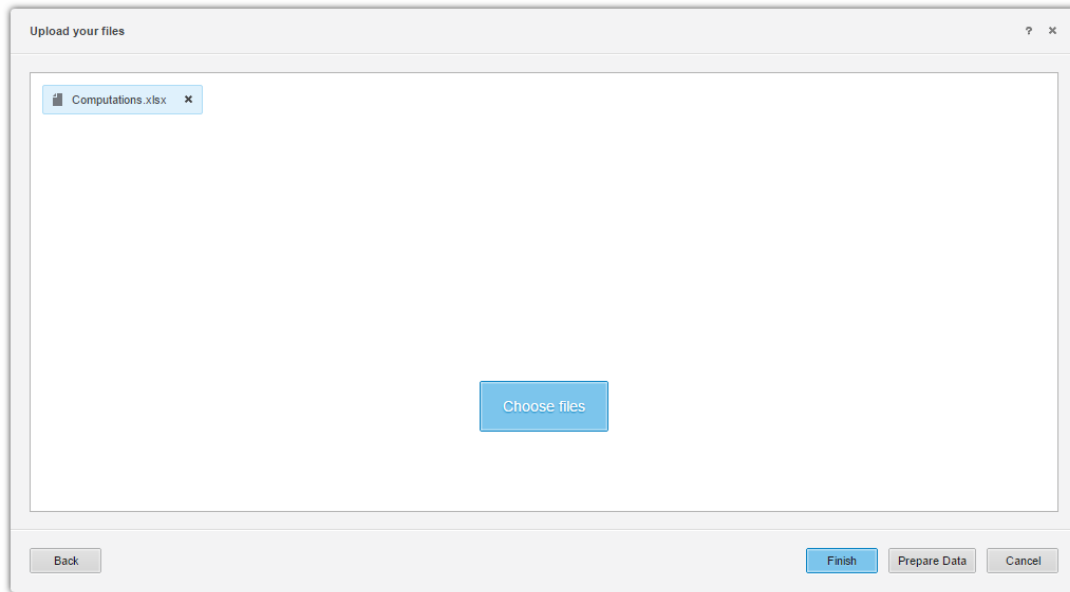 Upload your files
? ×
Computations.xlsx ×
Choose files
Back
Finish
Prepare Data
Cancel